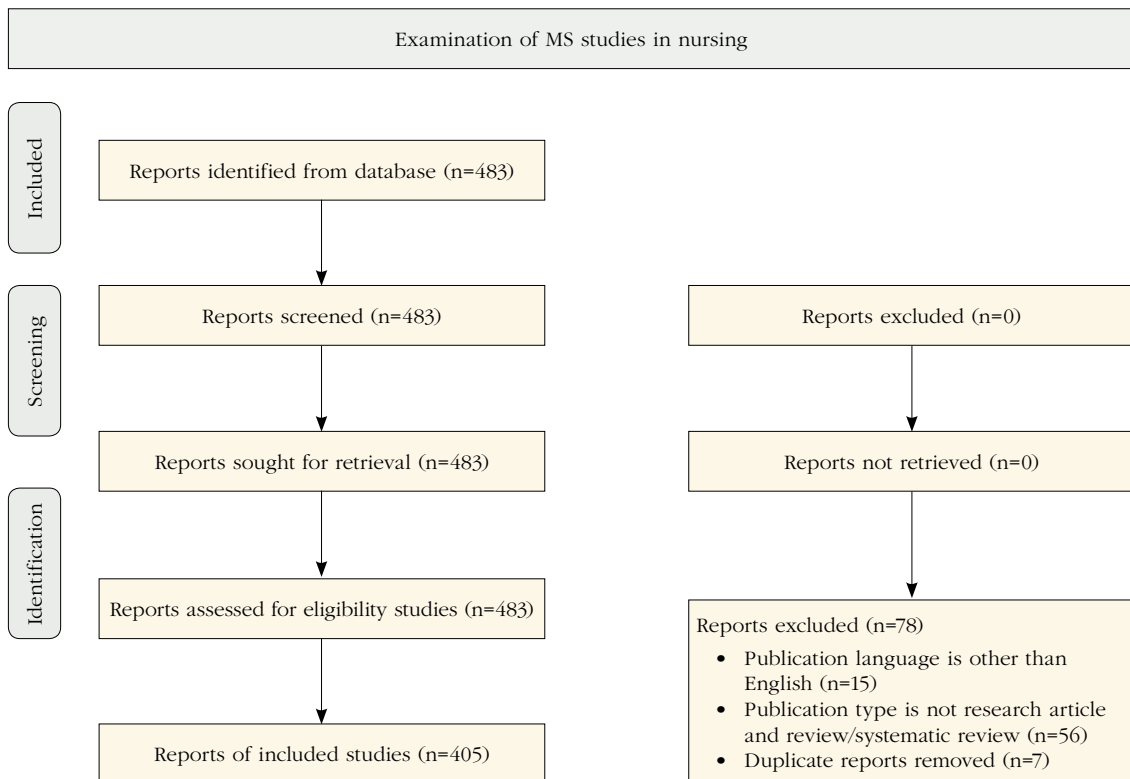 Examination of MS studies in nursing
Included
Reports identified from database (n=483)
Screening
Reports screened (n=483)
Reports excluded (n=0)
Reports sought for retrieval (n=483)
Reports not retrieved (n=0)
Identification
Reports assessed for eligibility studies (n=483)
Reports excluded (n=78)
• Publication language is other than
English (n=15)
• Publication type is not research article
and review/systematic review (n=56)
• Duplicate reports removed (n=7)
Reports of included studies (n=405)